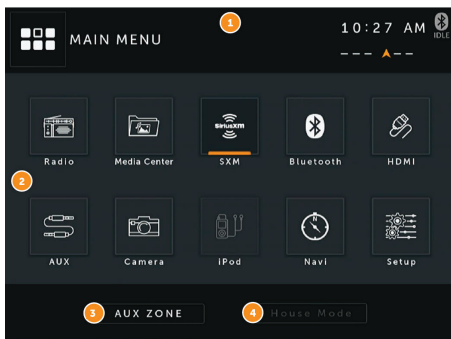 1
MAIN MENU
10:27 AM
IDLE
Radio
Media Center
SiriusXM
SXM
Bluetooth
HDMI
2
AUX
Camera
iPod
N
Navi
Setup
3 AUX ZONE
4 House Mode